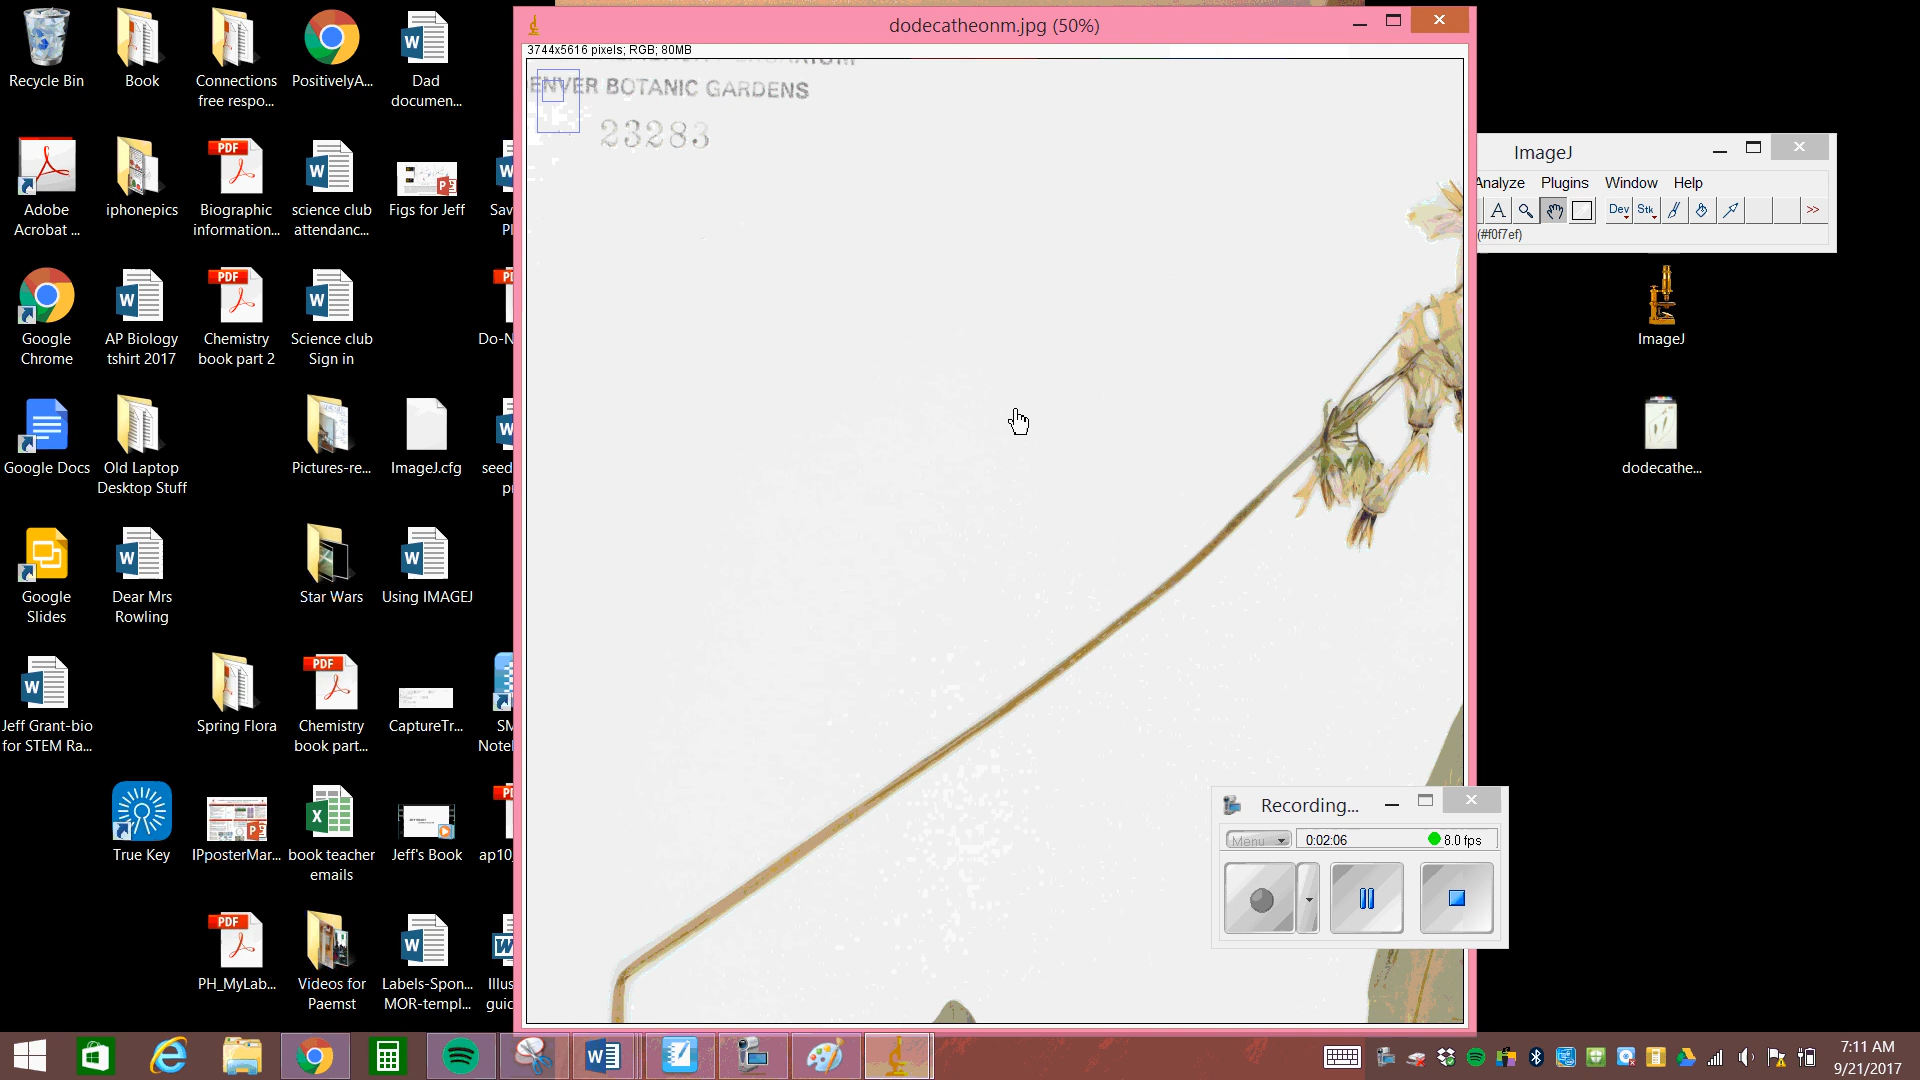 Recycle Bin
Book
Connections
free respo...
PositivelyA...
Dad
documen...
Adobe
Acrobat ...
iphonepics
Biographic
information...
science club
attendanc...
Figs for Jeff
Google
Chrome
AP Biology
tshirt 2017
Chemistry
book part 2
Science club
Sign in
Google Docs
Old Laptop
Desktop Stuff
Pictures-re...
ImageJ.cfg
Google
Slides
Dear Mrs
Rowling
Star Wars
Using IMAGEJ
Jeff Grant-bio
for STEM Ra...
Spring Flora
Chemistry
book part...
CaptureTr...
True Key
IPposterMar...
book teacher
emails
Jeff's Book
PH_MyLab...
Videos for
Paemst
Labels-Spon...
MOR-templ...
dodecatheonm.jpg (50%)
3744x5616 pixels; RGB; 80MB
ENVER BOTANIC GARDENS
23283
ImageJ
Analyze Plugins Window Help
A Dev Stk >>
(#f0f7ef)
ImageJ
dodecathe...
Recording...
Menu 0:02:06 8.0 fps
7:11 AM
9/21/2017